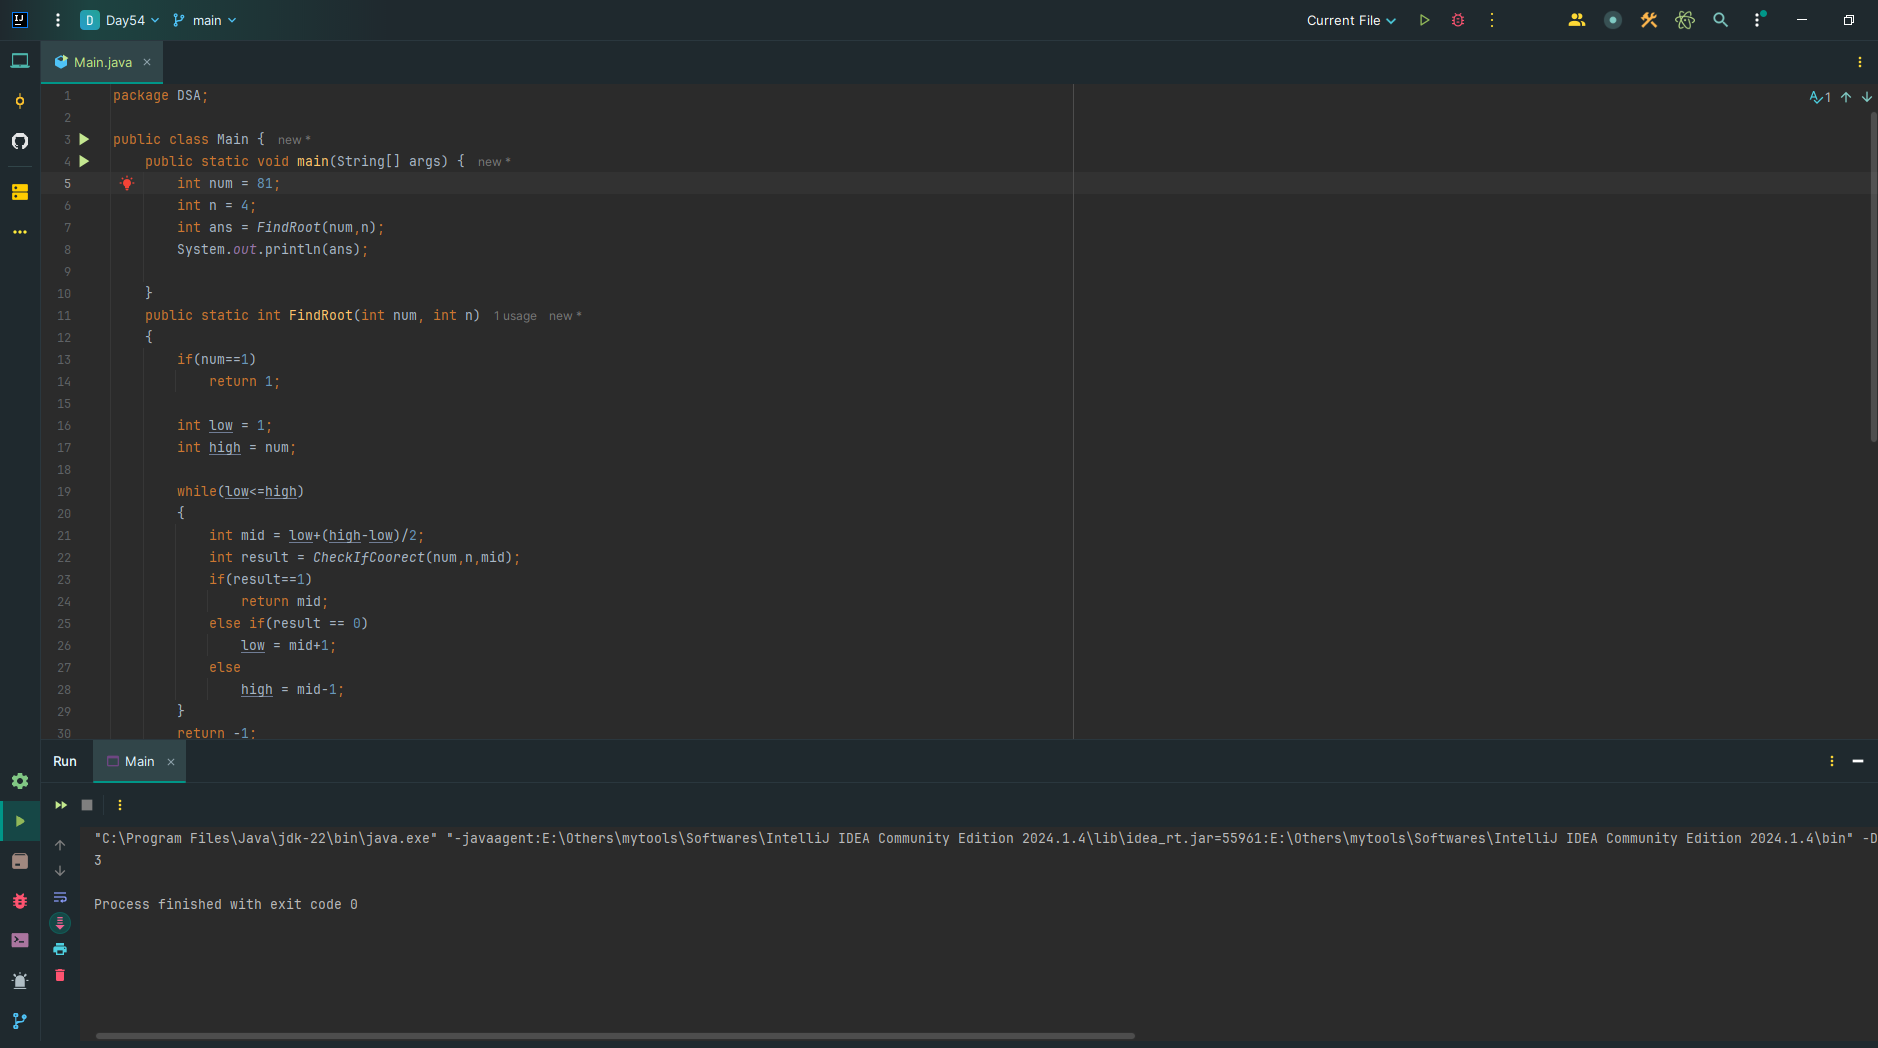 IJ D Day54 main Current File
Main.java
1 package DSA;
2
3 public class Main { new *
4 public static void main(String[] args) { new *
5 int num = 81;
6 int n = 4;
7 int ans = FindRoot(num,n);
8 System.out.println(ans);
9
10 }
11 public static int FindRoot(int num, int n) 1 usage new *
12 {
13 if(num==1)
14 return 1;
15
16 int low = 1;
17 int high = num;
18
19 while(low<=high)
20 {
21 int mid = low+(high-low)/2;
22 int result = CheckIfCoorect(num,n,mid);
23 if(result==1)
24 return mid;
25 else if(result == 0)
26 low = mid+1;
27 else
28 high = mid-1;
29 }
30 return -1;
1
Run Main
"C:\Program Files\Java\jdk-22\bin\java.exe" "-javaagent:E:\Others\mytools\Softwares\IntelliJ IDEA Community Edition 2024.1.4\lib\idea_rt.jar=55961:E:\Others\mytools\Softwares\IntelliJ IDEA Community Edition 2024.1.4\bin" -D
3
Process finished with exit code 0